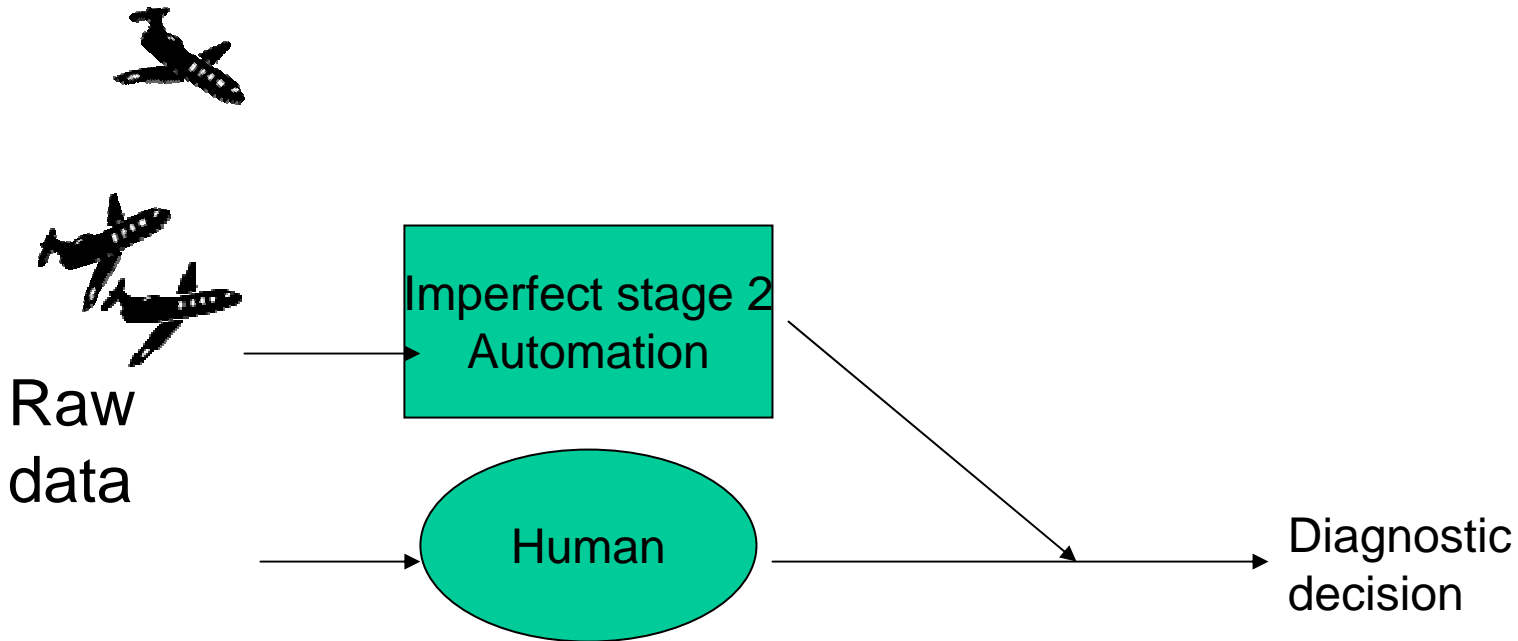 Imperfect stage 2
Automation
Raw
data
Human
Diagnostic
decision